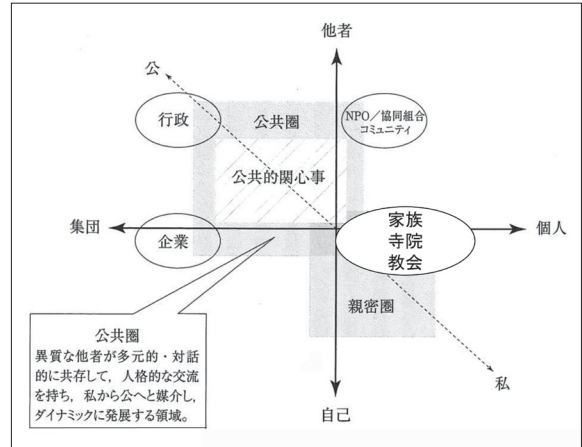 他者
公
行政
公共圏
NPO／協同組合
コミュニティ
公共的関心事
集団
企業
家族
寺院
教会
個人
親密圏
公共圏
異質な他者が多元的・対話
的に共存して，人格的な交流
を持ち，私から公へと媒介し，
ダイナミックに発展する領域。
私
自己